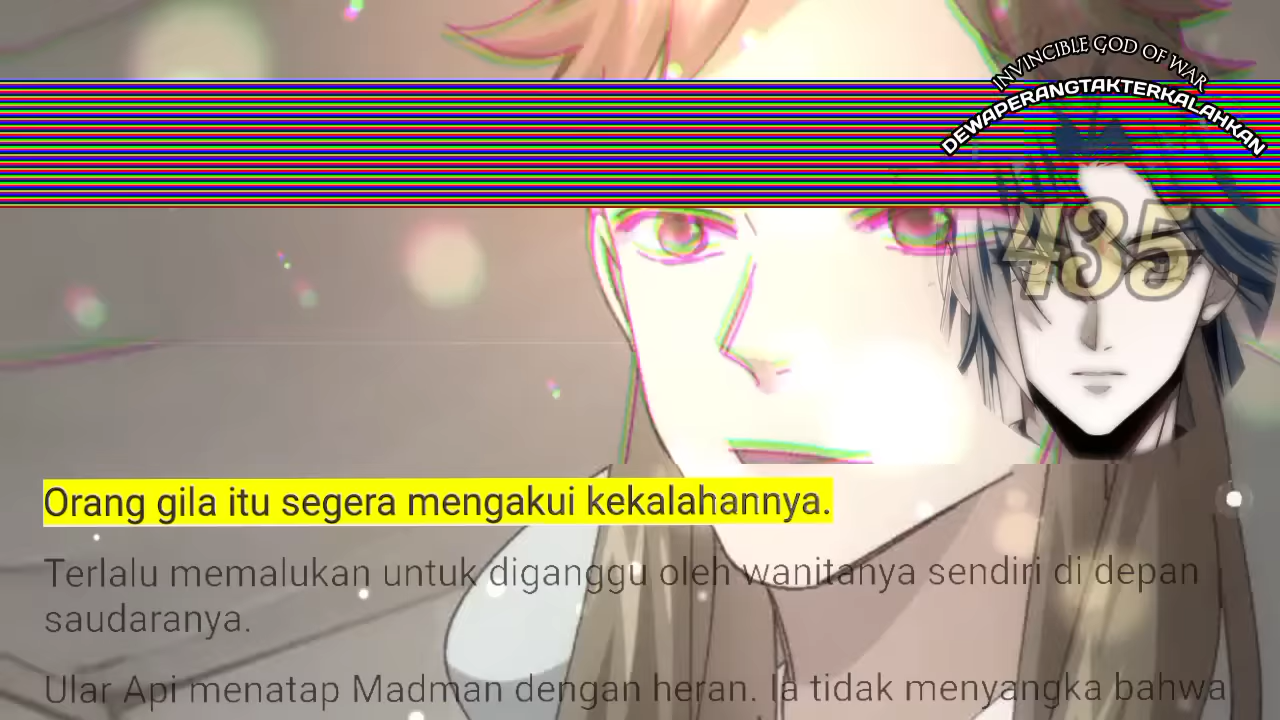 INVINCIBLE GOD OF WAR
DEWAPERANGTAKTERKALAHKAN
435
Orang gila itu segera mengakui kekalahannya.
Terlalu memalukan untuk diganggu oleh wanitanya sendiri di depan
saudaranya.
Ular Api menatap Madman dengan heran. Ia tidak menyangka bahwa